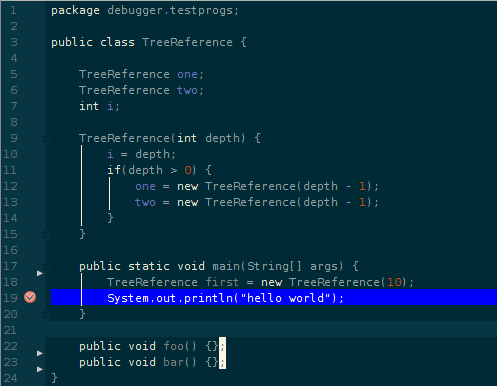 1 package debugger.testprogs;
2
3 public class TreeReference {
4
5 TreeReference one;
6 TreeReference two;
7 int i;
8
9 TreeReference(int depth) {
10 i = depth;
11 if(depth > 0) {
12 one = new TreeReference(depth - 1);
13 two = new TreeReference(depth - 1);
14 }
15 }
16
17 public static void main(String[] args) {
18 TreeReference first = new TreeReference(10);
19 System.out.println("hello world");
20 }
21
22 public void foo() {};
23 public void bar() {};
24 }